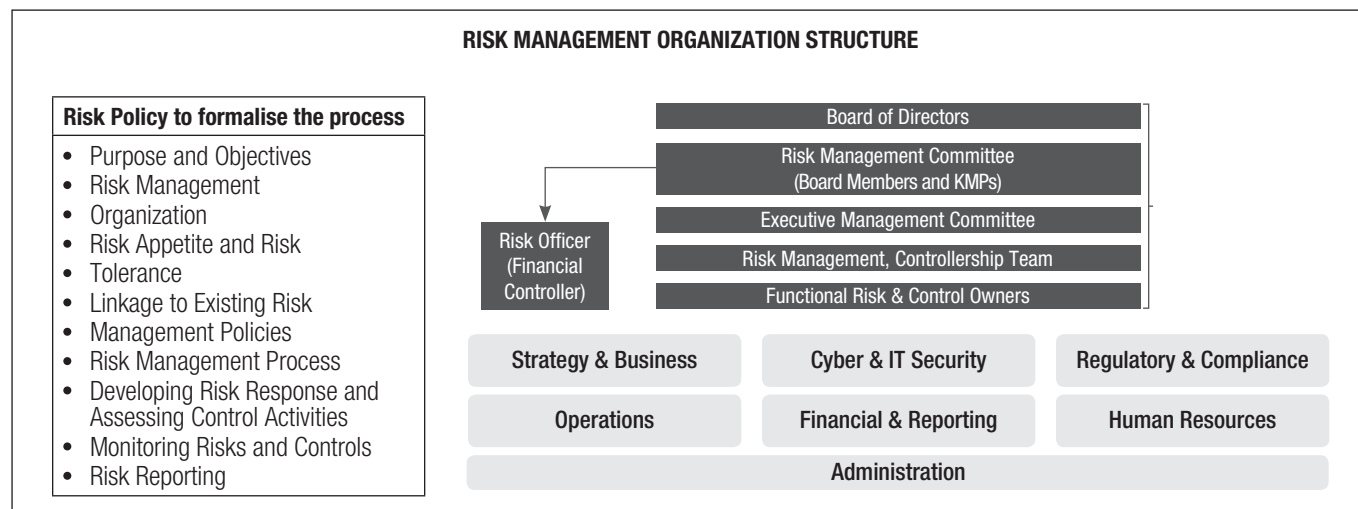 RISK MANAGEMENT ORGANIZATION STRUCTURE
Risk Policy to formalise the process
• Purpose and Objectives
• Risk Management
• Organization
• Risk Appetite and Risk
• Tolerance
• Linkage to Existing Risk
• Management Policies
• Risk Management Process
• Developing Risk Response and
Assessing Control Activities
• Monitoring Risks and Controls
• Risk Reporting
Board of Directors
Risk Management Committee
(Board Members and KMPs)
Executive Management Committee
Risk Management, Controllership Team
Functional Risk & Control Owners
Risk Officer
(Financial
Controller)
Strategy & Business
Cyber & IT Security
Regulatory & Compliance
Operations
Financial & Reporting
Human Resources
Administration